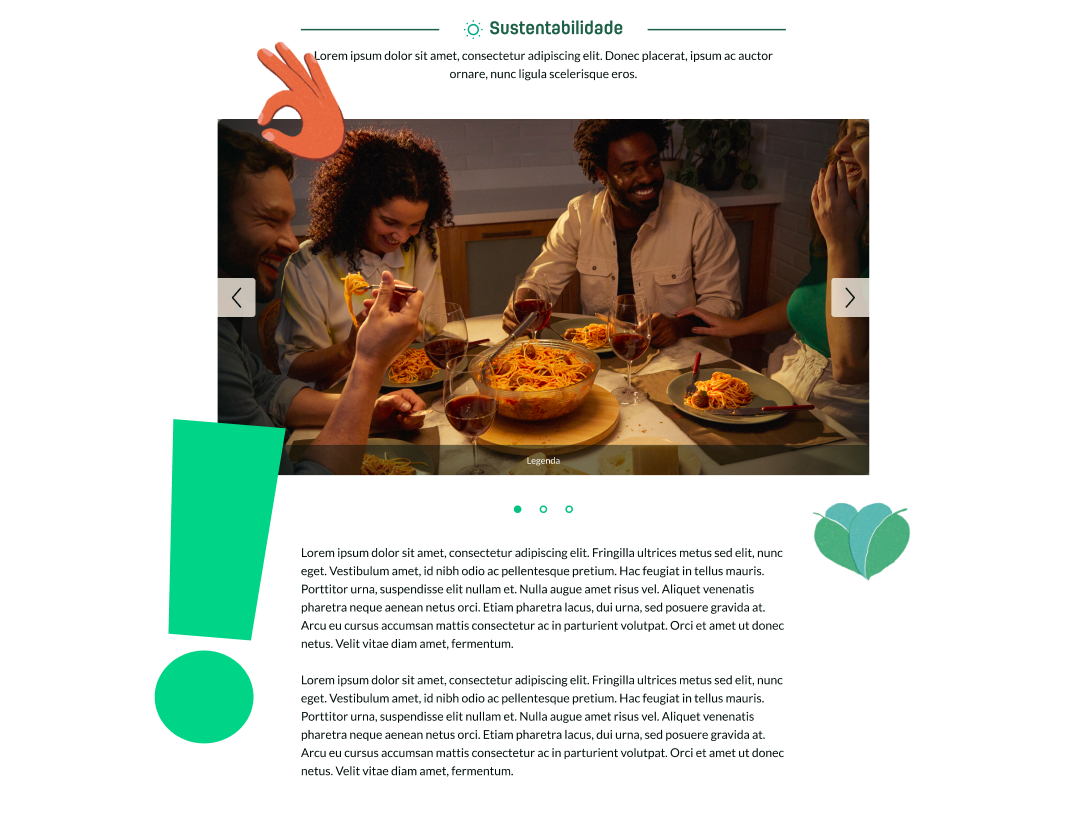 Sustentabilidade
Lorem ipsum dolor sit amet, consectetur adipiscing elit. Donec placerat, ipsum ac auctor
ornare, nunc ligula scelerisque eros.
Legenda
Lorem ipsum dolor sit amet, consectetur adipiscing elit. Fringilla ultrices metus sed elit, nunc
eget. Vestibulum amet, id nibh odio ac pellentesque pretium. Hac feugiat in tellus mauris.
Porttitor urna, suspendisse elit nullam et. Nulla augue amet risus vel. Aliquet venenatis
pharetra neque aenean netus orci. Etiam pharetra lacus, dui urna, sed posuere gravida at.
Arcu eu cursus accumsan mattis consectetur ac in parturient volutpat. Orci et amet ut donec
netus. Velit vitae diam amet, fermentum.
Lorem ipsum dolor sit amet, consectetur adipiscing elit. Fringilla ultrices metus sed elit, nunc
eget. Vestibulum amet, id nibh odio ac pellentesque pretium. Hac feugiat in tellus mauris.
Porttitor urna, suspendisse elit nullam et. Nulla augue amet risus vel. Aliquet venenatis
pharetra neque aenean netus orci. Etiam pharetra lacus, dui urna, sed posuere gravida at.
Arcu eu cursus accumsan mattis consectetur ac in parturient volutpat. Orci et amet ut donec
netus. Velit vitae diam amet, fermentum.